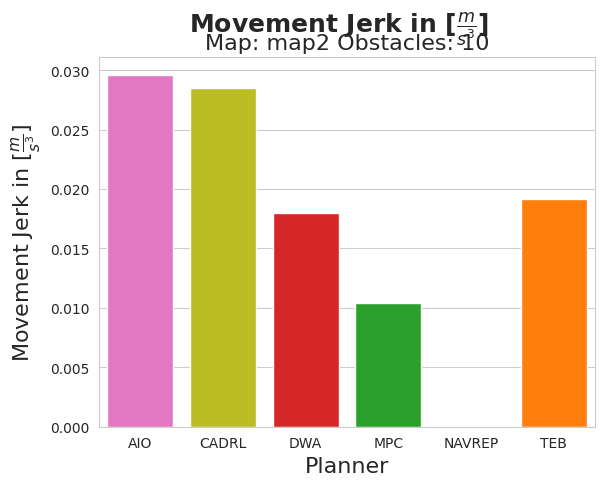 Movement Jerk in [m/s³]
Map: map2 Obstacles: 10
Movement Jerk in [m/s³]
0.030
0.025
0.020
0.015
0.010
0.005
0.000
AIO CADRL DWA MPC NAVREP TEB
Planner